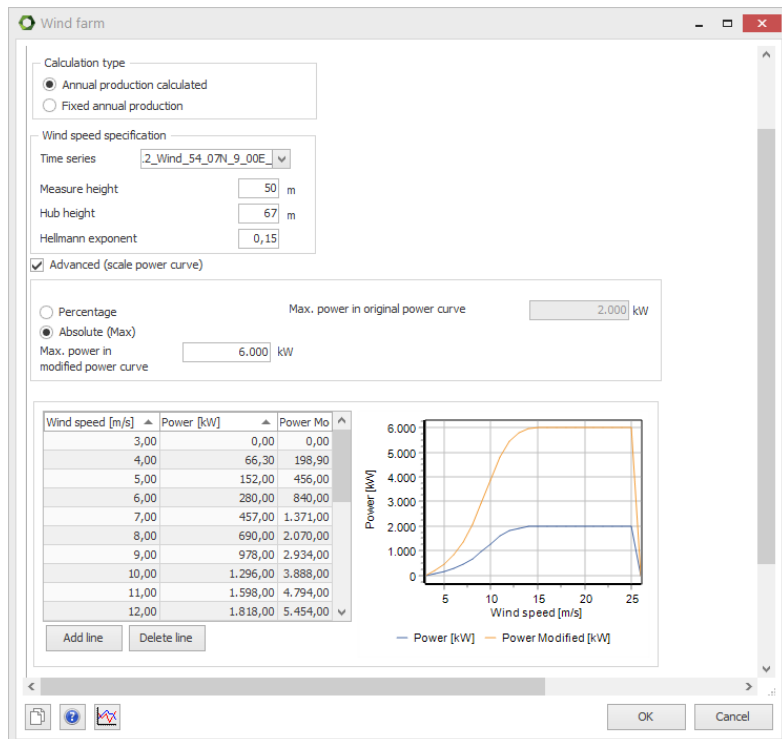 Wind farm
Calculation type
Annual production calculated
Fixed annual production
Wind speed specification
Time series .2_Wind_54_07N_9_00E_
Measure height 50 m
Hub height 67 m
Hellmann exponent 0,15
Advanced (scale power curve)
Percentage Max. power in original power curve 2.000 kW
Absolute (Max)
Max. power in 6.000 kW
modified power curve
Wind speed [m/s] Power [kW] Power Mo
3,00 0,00 0,00
4,00 66,30 198,90
5,00 152,00 456,00
6,00 280,00 840,00
7,00 457,00 1.371,00
8,00 690,00 2.070,00
9,00 978,00 2.934,00
10,00 1.296,00 3.888,00
11,00 1.598,00 4.794,00
12,00 1.818,00 5.454,00
Add line Delete line
Power [kW]
6.000
5.000
4.000
3.000
2.000
1.000
0
5 10 15 20 25
Wind speed [m/s]
Power [kW] Power Modified [kW]
? OK Cancel